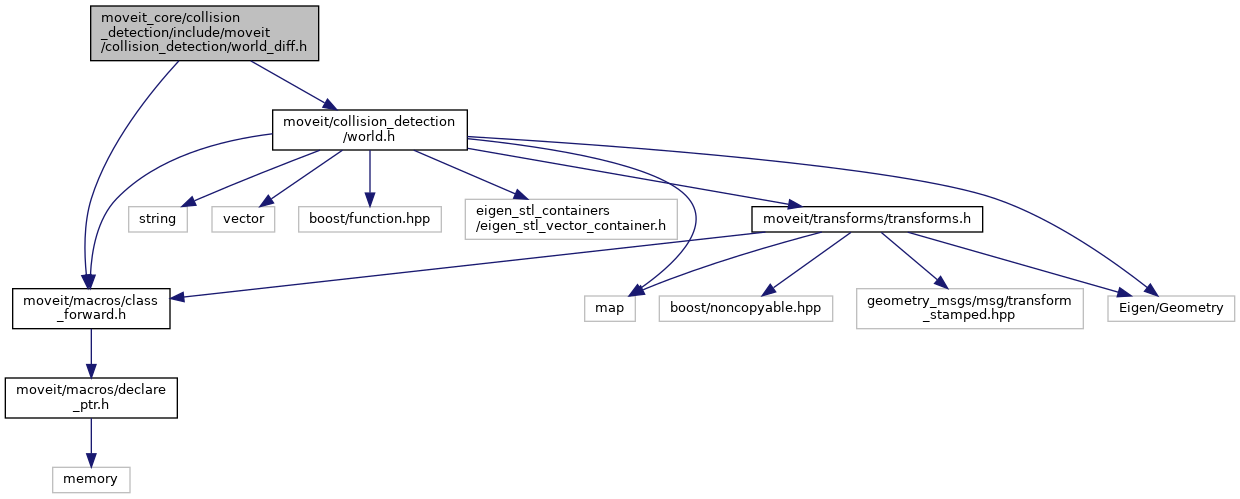 moveit_core/collision
_detection/include/moveit
/collision_detection/world_diff.h
moveit/collision_detection
/world.h
string
vector
boost/function.hpp
eigen_stl_containers
/eigen_stl_vector_container.h
moveit/transforms/transforms.h
moveit/macros/class
_forward.h
map
boost/noncopyable.hpp
geometry_msgs/msg/transform
_stamped.hpp
Eigen/Geometry
moveit/macros/declare
_ptr.h
memory